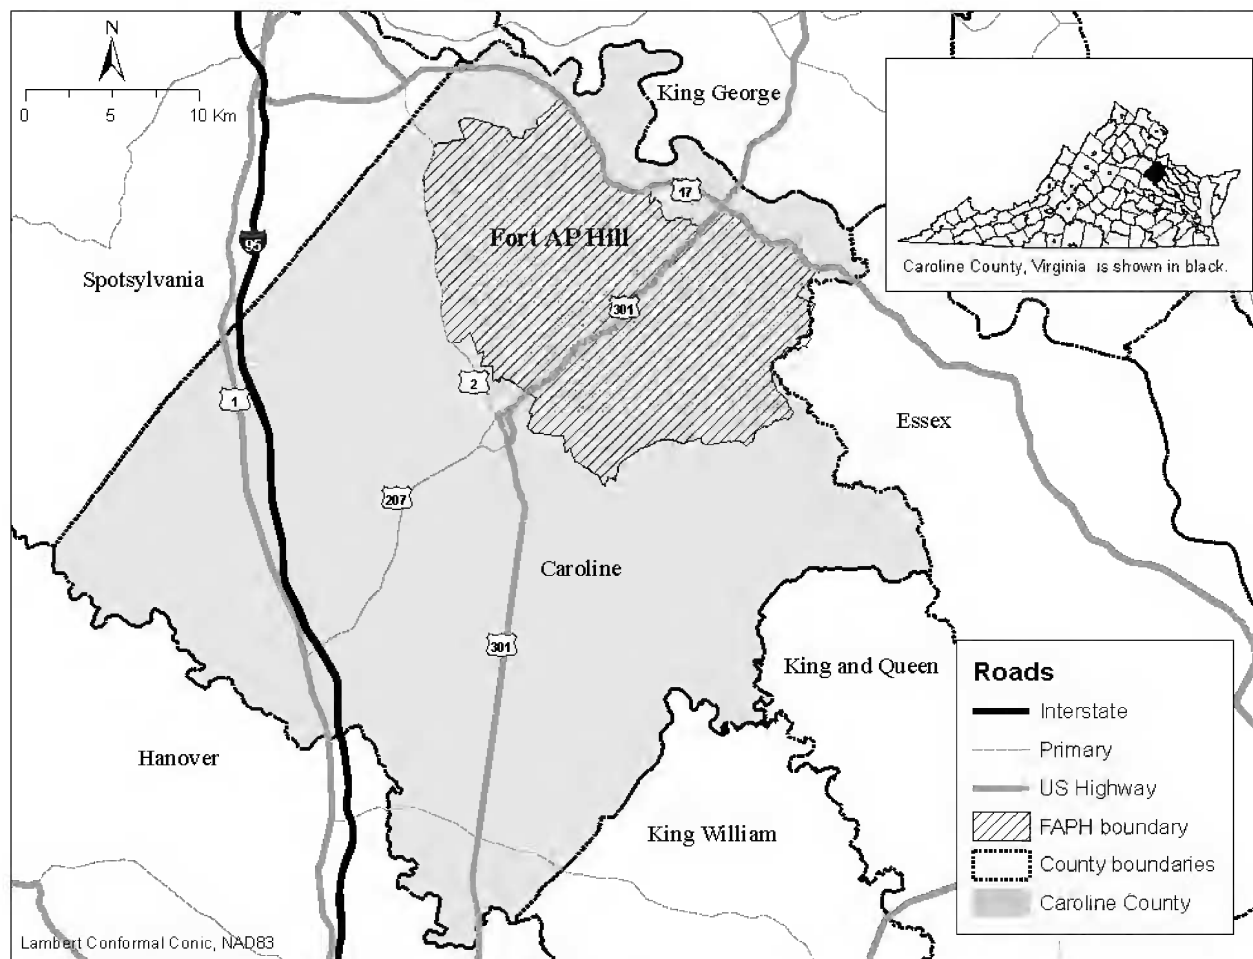 N
0 5 10 Km
King George
17
Fort AP Hill
95
Spotsylvania
301
Caroline County, Virginia is shown in black.
2
1
Essex
207
Caroline
301
King and Queen
Hanover
King William
Roads
Interstate
Primary
US Highway
FAPH boundary
County boundaries
Caroline County
Lambert Conformal Conic, NAD83